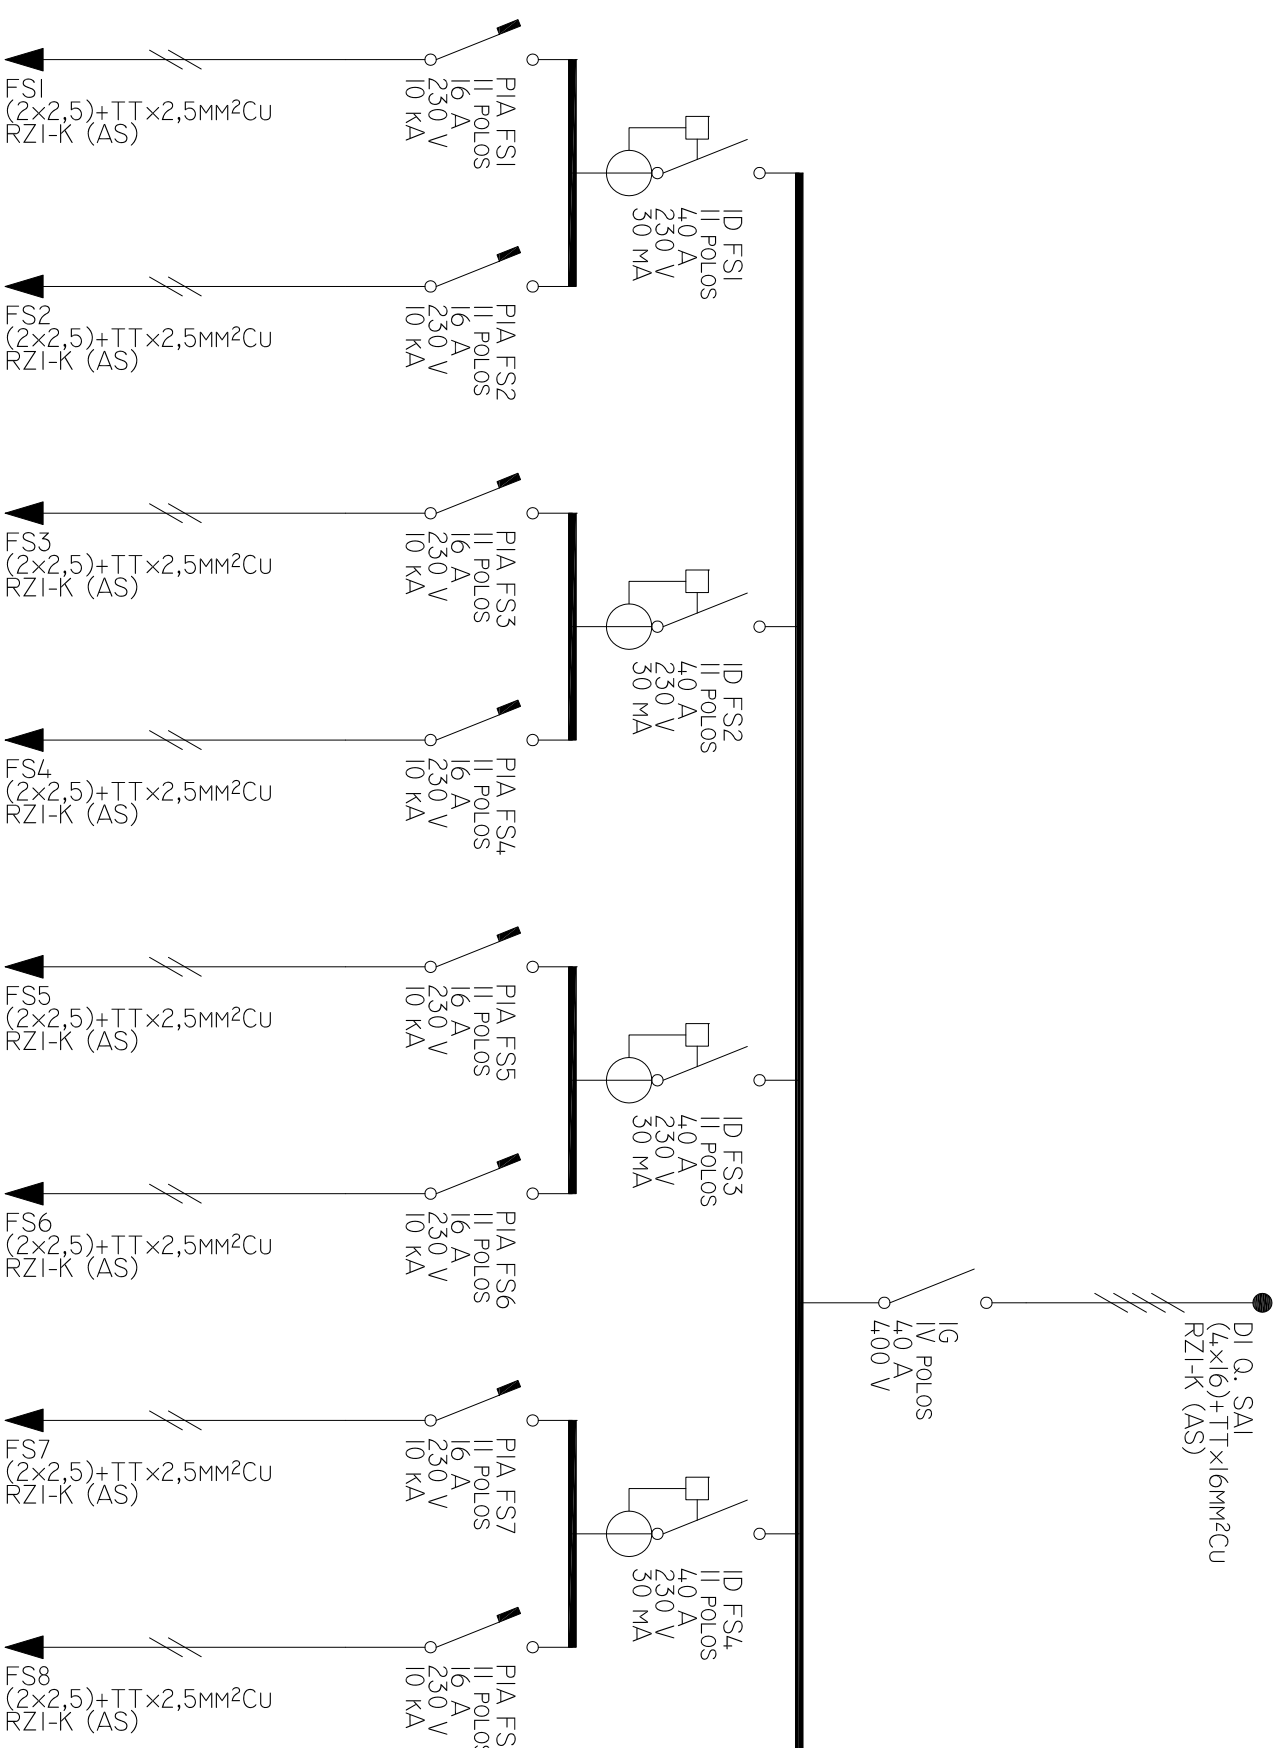 FS1
(2x2,5)+TTx2,5MM²CU
RZ1-K (AS)
PIA FS1
II POLOS
16 A
230 V
10 KA
ID FS1
II POLOS
40 A
230 V
30 MA
FS2
(2x2,5)+TTx2,5MM²CU
RZ1-K (AS)
PIA FS2
II POLOS
16 A
230 V
10 KA
FS3
(2x2,5)+TTx2,5MM²CU
RZ1-K (AS)
PIA FS3
II POLOS
16 A
230 V
10 KA
ID FS2
II POLOS
40 A
230 V
30 MA
FS4
(2x2,5)+TTx2,5MM²CU
RZ1-K (AS)
PIA FS4
II POLOS
16 A
230 V
10 KA
FS5
(2x2,5)+TTx2,5MM²CU
RZ1-K (AS)
PIA FS5
II POLOS
16 A
230 V
10 KA
ID FS3
II POLOS
40 A
230 V
30 MA
FS6
(2x2,5)+TTx2,5MM²CU
RZ1-K (AS)
PIA FS6
II POLOS
16 A
230 V
10 KA
DI Q. SAI
(4x16)+TTx16MM²CU
RZ1-K (AS)
IG
IV POLOS
40 A
400 V
FS7
(2x2,5)+TTx2,5MM²CU
RZ1-K (AS)
PIA FS7
II POLOS
16 A
230 V
10 KA
ID FS4
II POLOS
40 A
230 V
30 MA
FS8
(2x2,5)+TTx2,5MM²CU
RZ1-K (AS)
PIA FS
II POLOS
16 A
230 V
10 KA